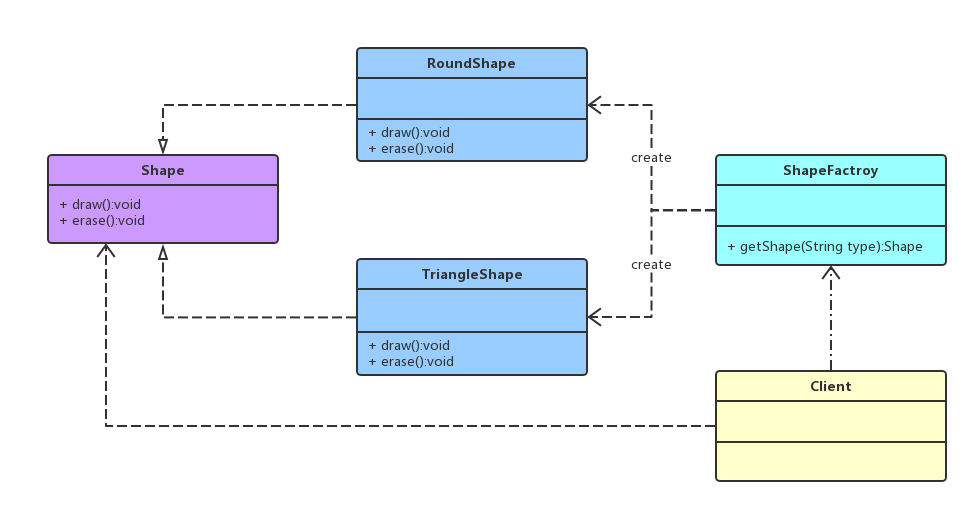 RoundShape
+ draw():void
+ erase():void
Shape
+ draw():void
+ erase():void
create
create
ShapeFactroy
+ getShape(String type):Shape
TriangleShape
+ draw():void
+ erase():void
Client